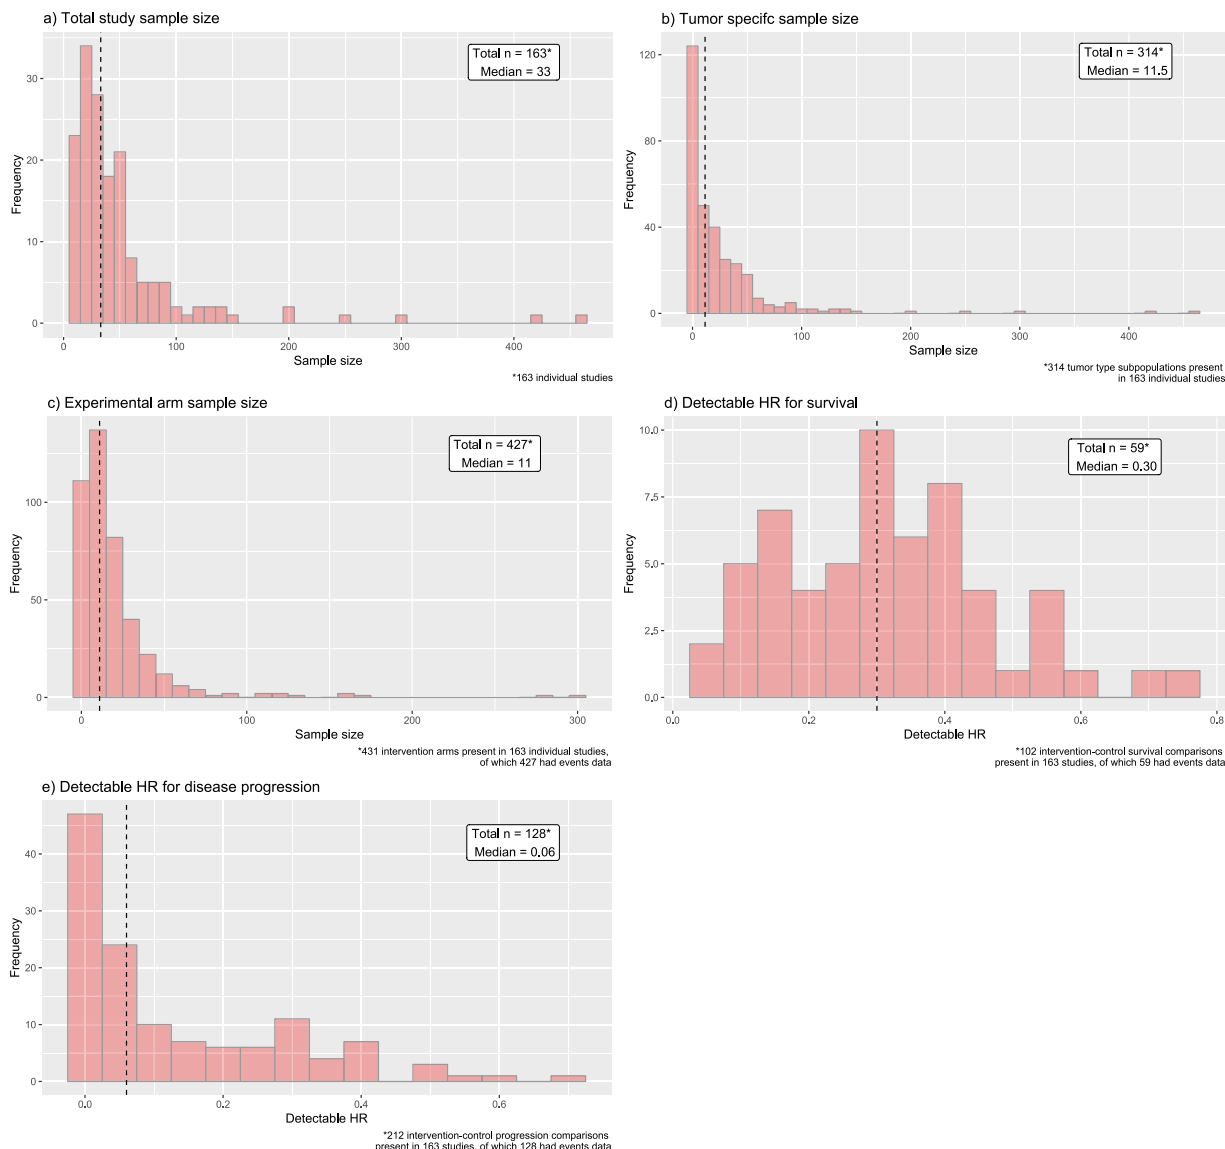 a) Total study sample size
Total n = 163*
Median = 33
30
20
10
0
Frequency
0 100 200 300 400
Sample size
*163 individual studies
b) Tumor specifc sample size
Total n = 314*
Median = 11.5
120
80
40
0
Frequency
0 100 200 300 400
Sample size
*314 tumor type subpopulations present
in 163 individual studies
c) Experimental arm sample size
Total n = 427*
Median = 11
100
50
0
Frequency
0 100 200 300
Sample size
*431 intervention arms present in 163 individual studies,
of which 427 had events data
d) Detectable HR for survival
Total n = 59*
Median = 0.30
10.0
7.5
5.0
2.5
0.0
Frequency
0.0 0.2 0.4 0.6 0.8
Detectable HR
*102 intervention-control survival comparisons
present in 163 studies, of which 59 had events data
e) Detectable HR for disease progression
Total n = 128*
Median = 0.06
40
30
20
10
0
Frequency
0.0 0.2 0.4 0.6
Detectable HR
*212 intervention-control progression comparisons
present in 163 studies, of which 128 had events data